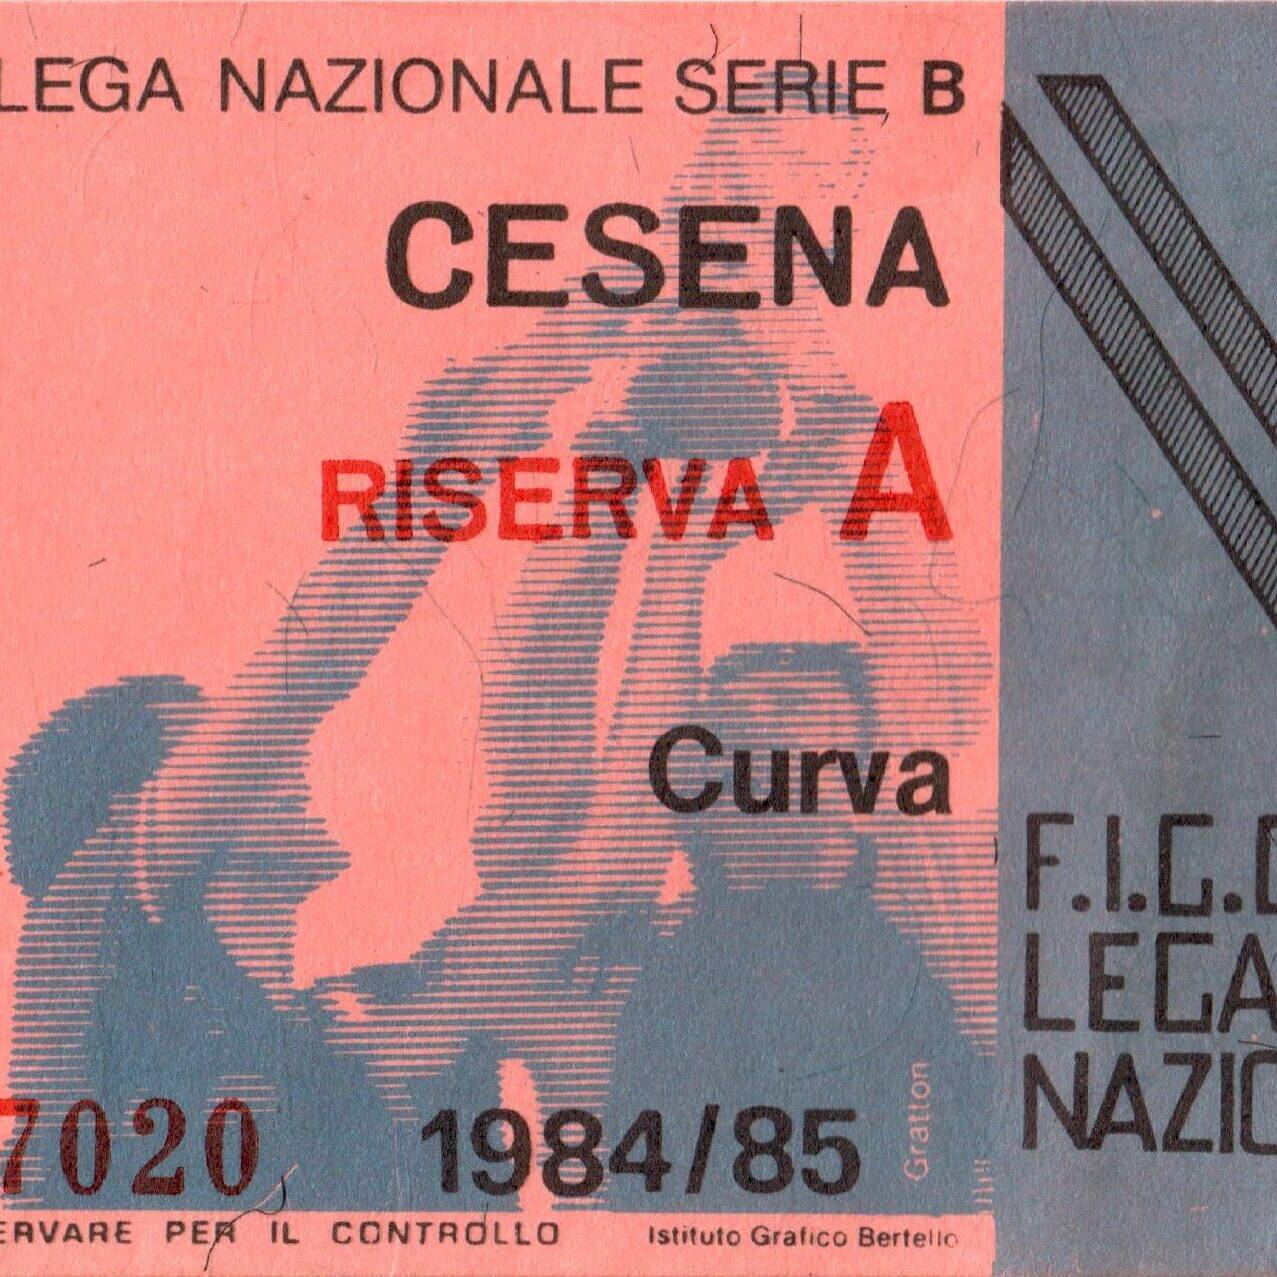 LEGA NAZIONALE SERIE B
CESENA
RISERVA A
Curva
7020
1984/85
Gratton
ERVARE PER IL CONTROLLO
Istituto Grafico Bertello
F.I.G.C
LEGA
NAZIO